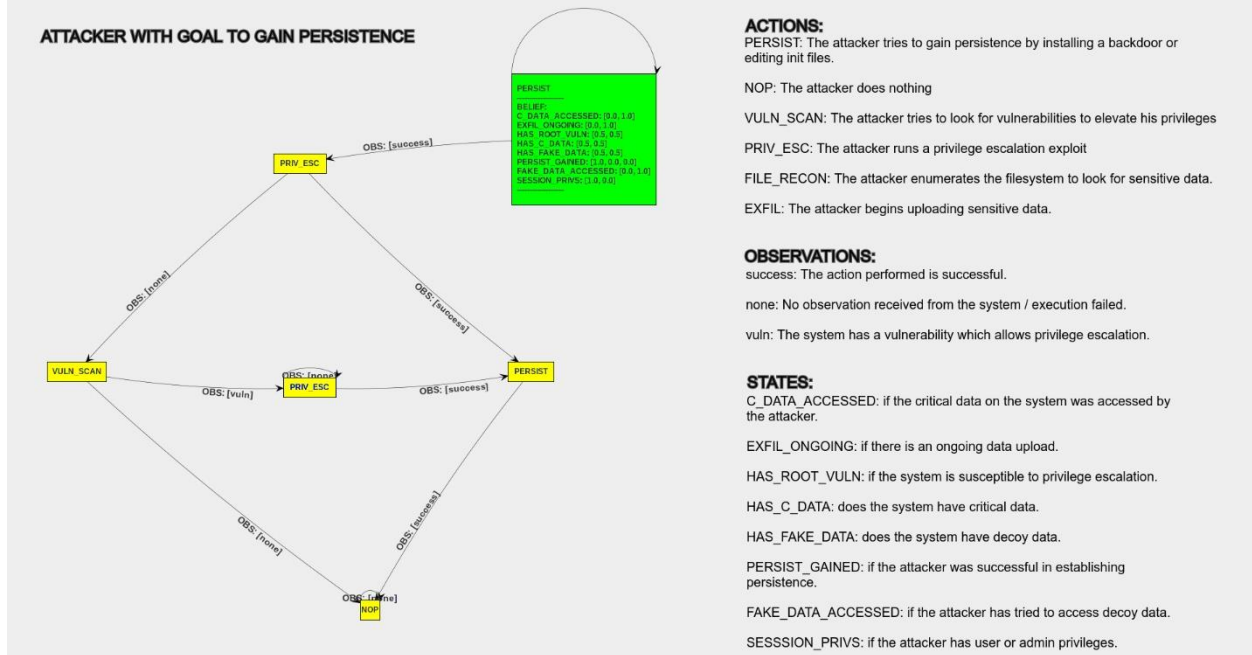 ATTACKER WITH GOAL TO GAIN PERSISTENCE
PERSIST
BELIEF:
C_DATA_ACCESSED: [0.0, 1.0]
EXFIL_ONGOING: [0.0, 1.0]
HAS_ROOT_VULN: [0.5, 0.5]
HAS_C_DATA: [0.5, 0.5]
HAS_FAKE_DATA: [0.5, 0.5]
PERSIST_GAINED: [1.0, 0.0, 0.0]
FAKE_DATA_ACCESSED: [0.0, 1.0]
SESSION_PRIVS: [1.0, 0.0]
OBS: [success]
PRIV_ESC
OBS: [none]
OBS: [success]
VULN_SCAN
OBS: [vuln]
OBS: [none]
PRIV_ESC
OBS: [success]
PERSIST
OBS: [none]
OBS: [success]
OBS: [none]
NOP
ACTIONS:
PERSIST: The attacker tries to gain persistence by installing a backdoor or
editing init files.
NOP: The attacker does nothing
VULN_SCAN: The attacker tries to look for vulnerabilities to elevate his privileges
PRIV_ESC: The attacker runs a privilege escalation exploit
FILE_RECON: The attacker enumerates the filesystem to look for sensitive data.
EXFIL: The attacker begins uploading sensitive data.
OBSERVATIONS:
success: The action performed is successful.
none: No observation received from the system / execution failed.
vuln: The system has a vulnerability which allows privilege escalation.
STATES:
C_DATA_ACCESSED: if the critical data on the system was accessed by
the attacker.
EXFIL_ONGOING: if there is an ongoing data upload.
HAS_ROOT_VULN: if the system is susceptible to privilege escalation.
HAS_C_DATA: does the system have critical data.
HAS_FAKE_DATA: does the system have decoy data.
PERSIST_GAINED: if the attacker was successful in establishing
persistence.
FAKE_DATA_ACCESSED: if the attacker has tried to access decoy data.
SESSSION_PRIVS: if the attacker has user or admin privileges.